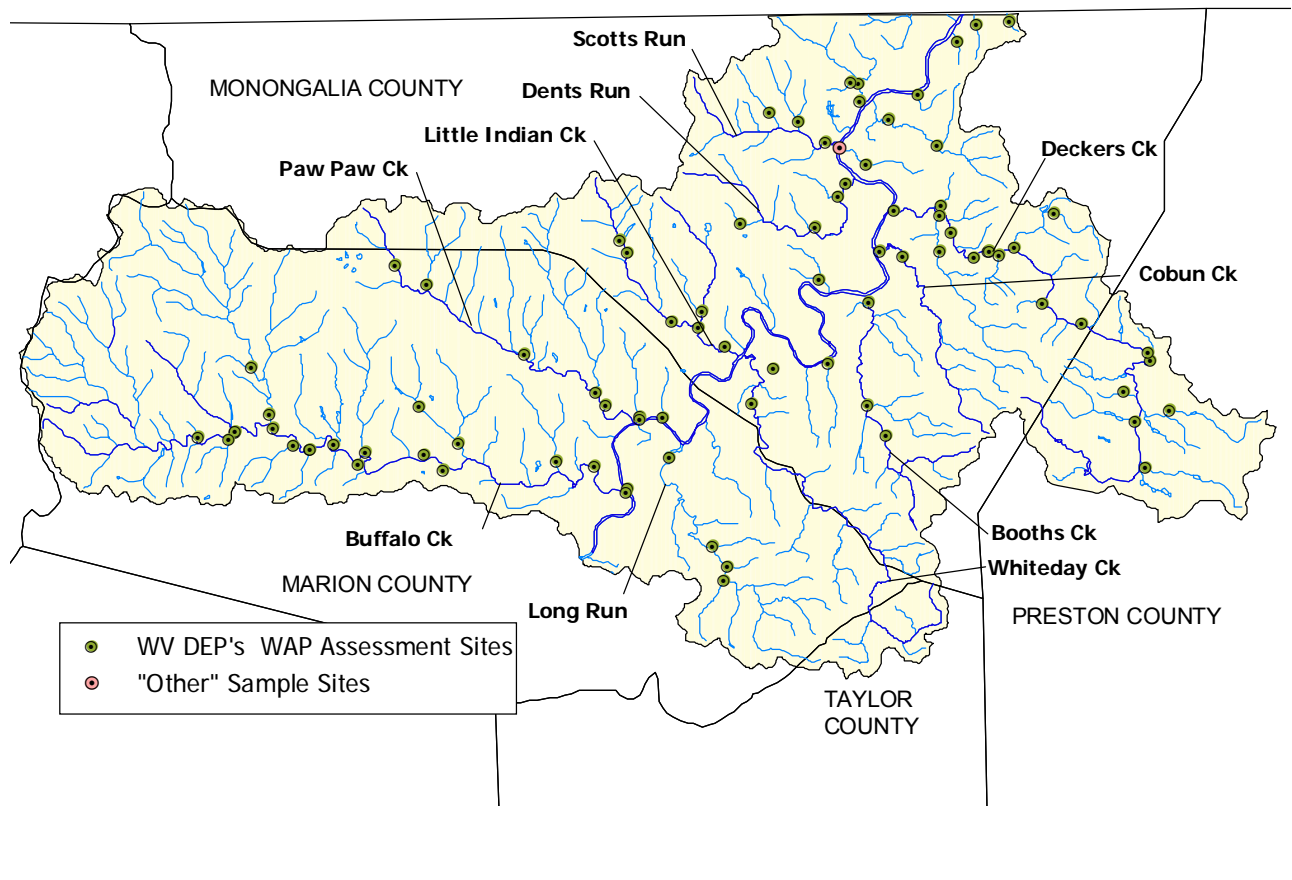 Scotts Run
MONONGALIA COUNTY
Dents Run
Little Indian Ck
Deckers Ck
Paw Paw Ck
Cobun Ck
Buffalo Ck
Booths Ck
Whiteday Ck
MARION COUNTY
Long Run
PRESTON COUNTY
WV DEP's WAP Assessment Sites
"Other" Sample Sites
TAYLOR
COUNTY